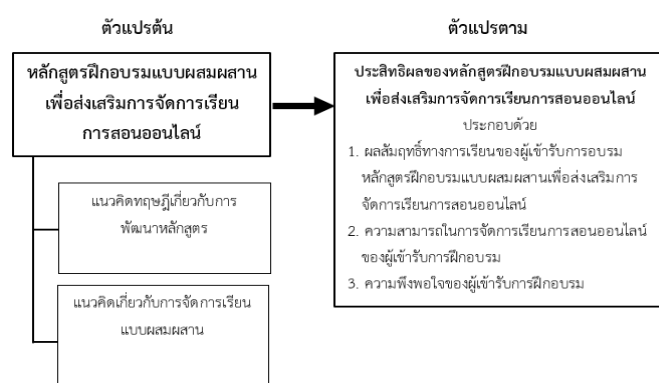 ตัวแปรต้น
หลักสูตรฝึกอบรมแบบผสมผสาน
เพื่อส่งเสริมการจัดการเรียน
การสอนออนไลน์
แนวคิดทฤษฎีเกี่ยวกับการ
พัฒนาหลักสูตร
แนวคิดเกี่ยวกับการจัดการเรียน
แบบผสมผสาน
ตัวแปรตาม
ประสิทธิผลของหลักสูตรฝึกอบรมแบบผสมผสาน
เพื่อส่งเสริมการจัดการเรียนการสอนออนไลน์
ประกอบด้วย
1. ผลสัมฤทธิ์ทางการเรียนของผู้เข้ารับการอบรม
หลักสูตรฝึกอบรมแบบผสมผสานเพื่อส่งเสริมการ
จัดการเรียนการสอนออนไลน์
2. ความสามารถในการจัดการเรียนการสอนออนไลน์
ของผู้เข้ารับการฝึกอบรม
3. ความพึงพอใจของผู้เข้ารับการฝึกอบรม